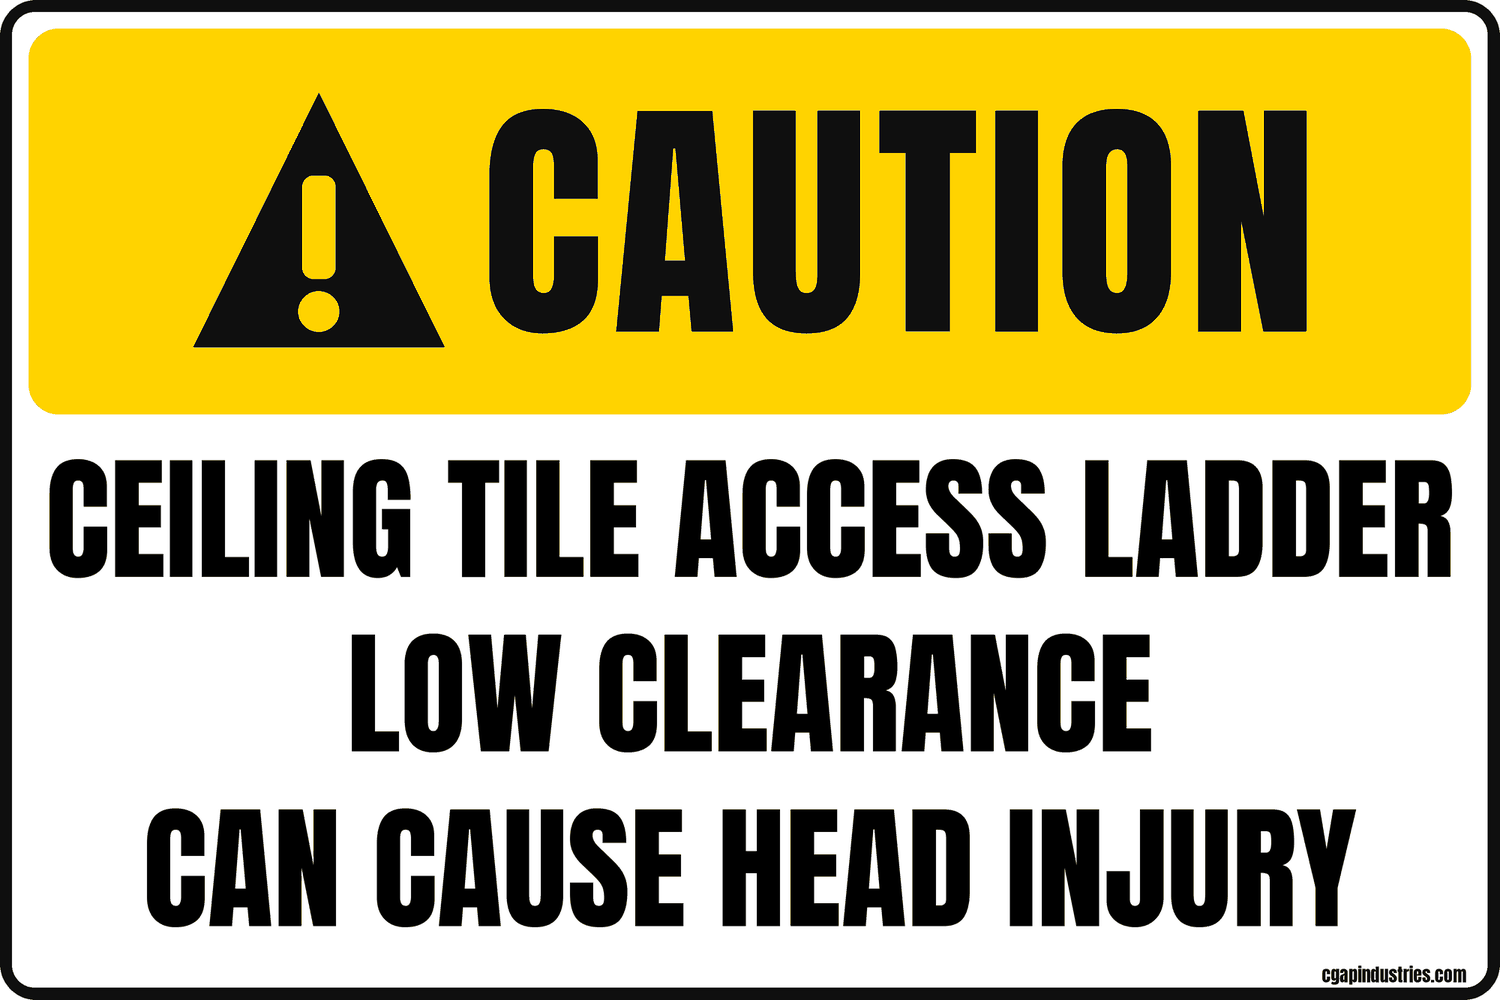 CAUTION
CEILING TILE ACCESS LADDER
LOW CLEARANCE
CAN CAUSE HEAD INJURY
cgapindustries.com